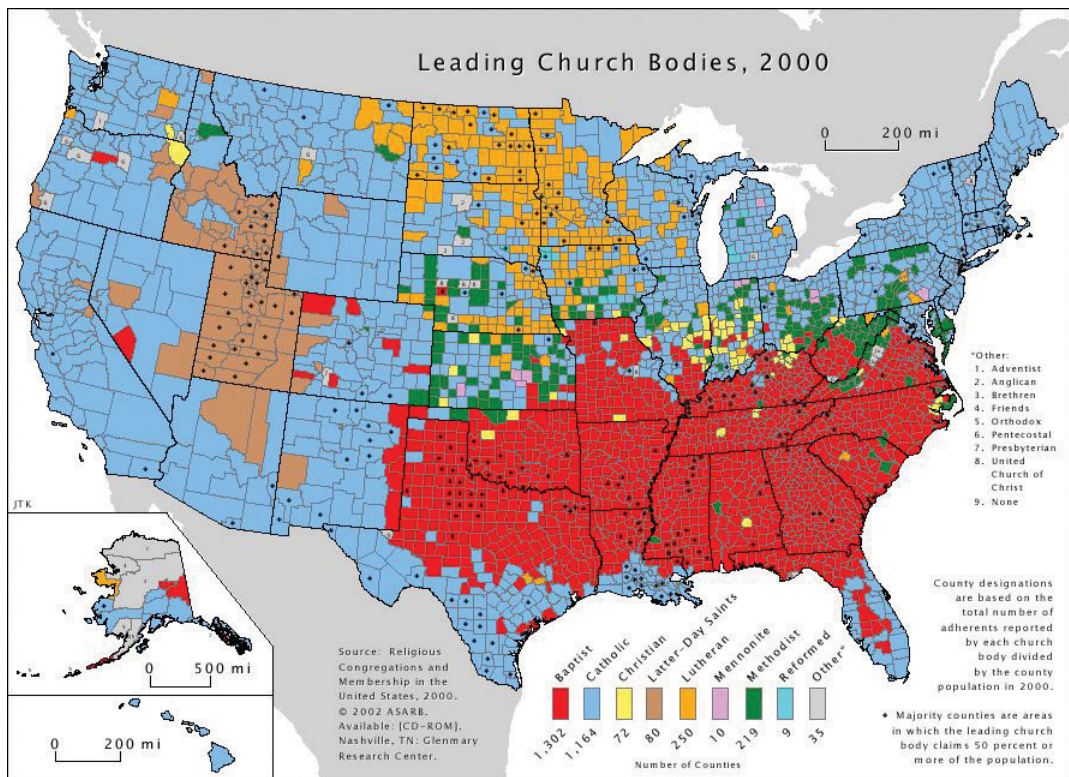 Leading Church Bodies, 2000
0 200 mi
*Other:
1. Adventist
2. Anglican
3. Brethren
4. Friends
5. Orthodox
6. Pentecostal
7. Presbyterian
8. United
Church of
Christ
9. None
JTK
0 500 mi
0 200 mi
Source: Religious
Congregations and
Membership in the
United States, 2000.
© 2002 ASARB.
Available: [CD-ROM].
Nashville, TN: Glenmary
Research Center.
Baptist
Catholic
Christian
Latter-Day Saints
Lutheran
Mennonite
Methodist
Reformed
Other*
1,302
1,164
72
80
250
10
219
9
35
Number of Counties
County designations
are based on the
total number of
adherents reported
by each church
body divided
by the county
population in 2000.
Majority counties are areas
in which the leading church
body claims 50 percent or
more of the population.